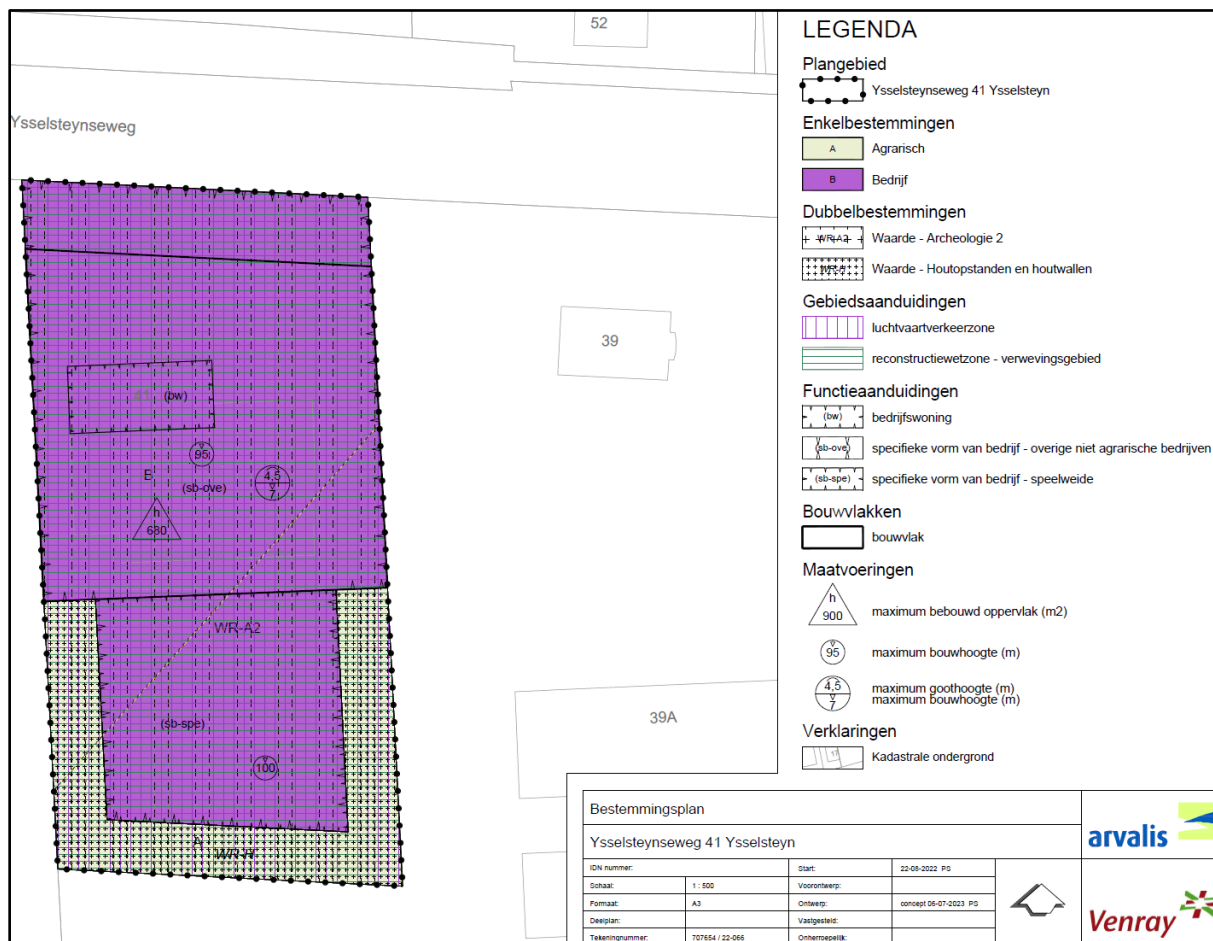 52
Ysselsteynseweg
39
41
(bw)
95
B
4,5
7
(sb-ove)
h
680
WR-A2
39A
(sb-spe)
100
A
WR-H
LEGENDA
Plangebied
Ysselsteynseweg 41 Ysselsteyn
Enkelbestemmingen
A Agrarisch
B Bedrijf
Dubbelbestemmingen
WR-A2 Waarde - Archeologie 2
WR-H Waarde - Houtopstanden en houtwallen
Gebiedsaanduidingen
luchtvaartverkeerzone
reconstructiewetzone - verwevingsgebied
Functieaanduidingen
(bw) bedrijfswoning
(sb-ove) specifieke vorm van bedrijf - overige niet agrarische bedrijven
(sb-spe) specifieke vorm van bedrijf - speelweide
Bouwvlakken
bouwvlak
Maatvoeringen
h
900 maximum bebouwd oppervlak (m2)
95 maximum bouwhoogte (m)
4,5 maximum goothoogte (m)
7 maximum bouwhoogte (m)
Verklaringen
17 Kadastrale ondergrond
Bestemmingsplan
Ysselsteynseweg 41 Ysselsteyn
IDN nummer: Start: 22-08-2022 PS
Schaal: 1 : 500 Voorontwerp:
Formaat: A3 Ontwerp: concept 06-07-2023 PS
Deelplan: Vastgesteld:
Tekeningnummer: 707654 / 22-066 Onherroepelijk:
arvalis
Venray